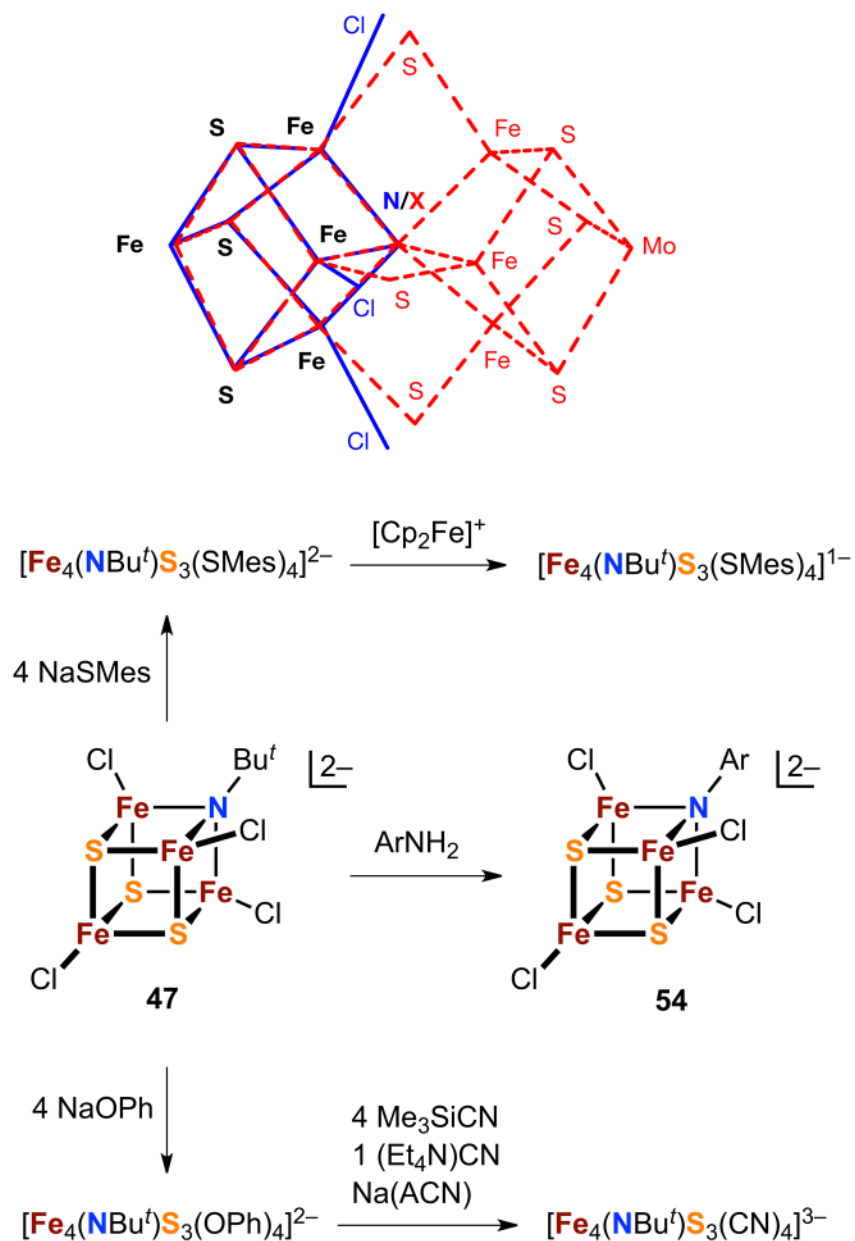 Cl
S
S
Fe
Fe
S
N/X
Fe
S
Fe
S
Fe
Mo
S
Cl
Fe
Fe
S
S
S
Cl
[Fe₄(NBuᵗ)S₃(SMes)₄]²⁻
[Cp₂Fe]⁺
[Fe₄(NBuᵗ)S₃(SMes)₄]¹⁻
4 NaSMes
Cl
Buᵗ
2–
Fe
N
Cl
S
Fe
S
Fe
Cl
Fe
S
Cl
47
ArNH₂
Cl
Ar
2–
Fe
N
Cl
S
Fe
S
Fe
Cl
Fe
S
Cl
54
4 NaOPh
4 Me₃SiCN
1 (Et₄N)CN
Na(ACN)
[Fe₄(NBuᵗ)S₃(OPh)₄]²⁻
[Fe₄(NBuᵗ)S₃(CN)₄]³⁻